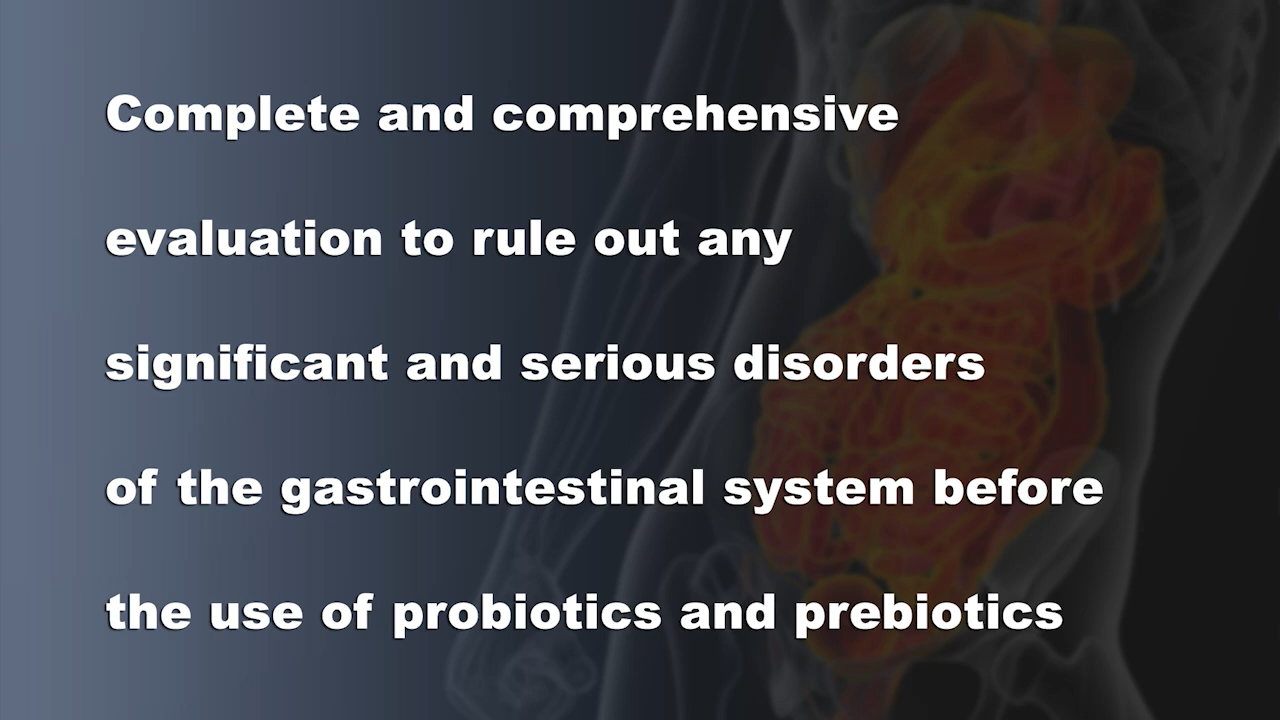 Complete and comprehensive
evaluation to rule out any
significant and serious disorders
of the gastrointestinal system before
the use of probiotics and prebiotics